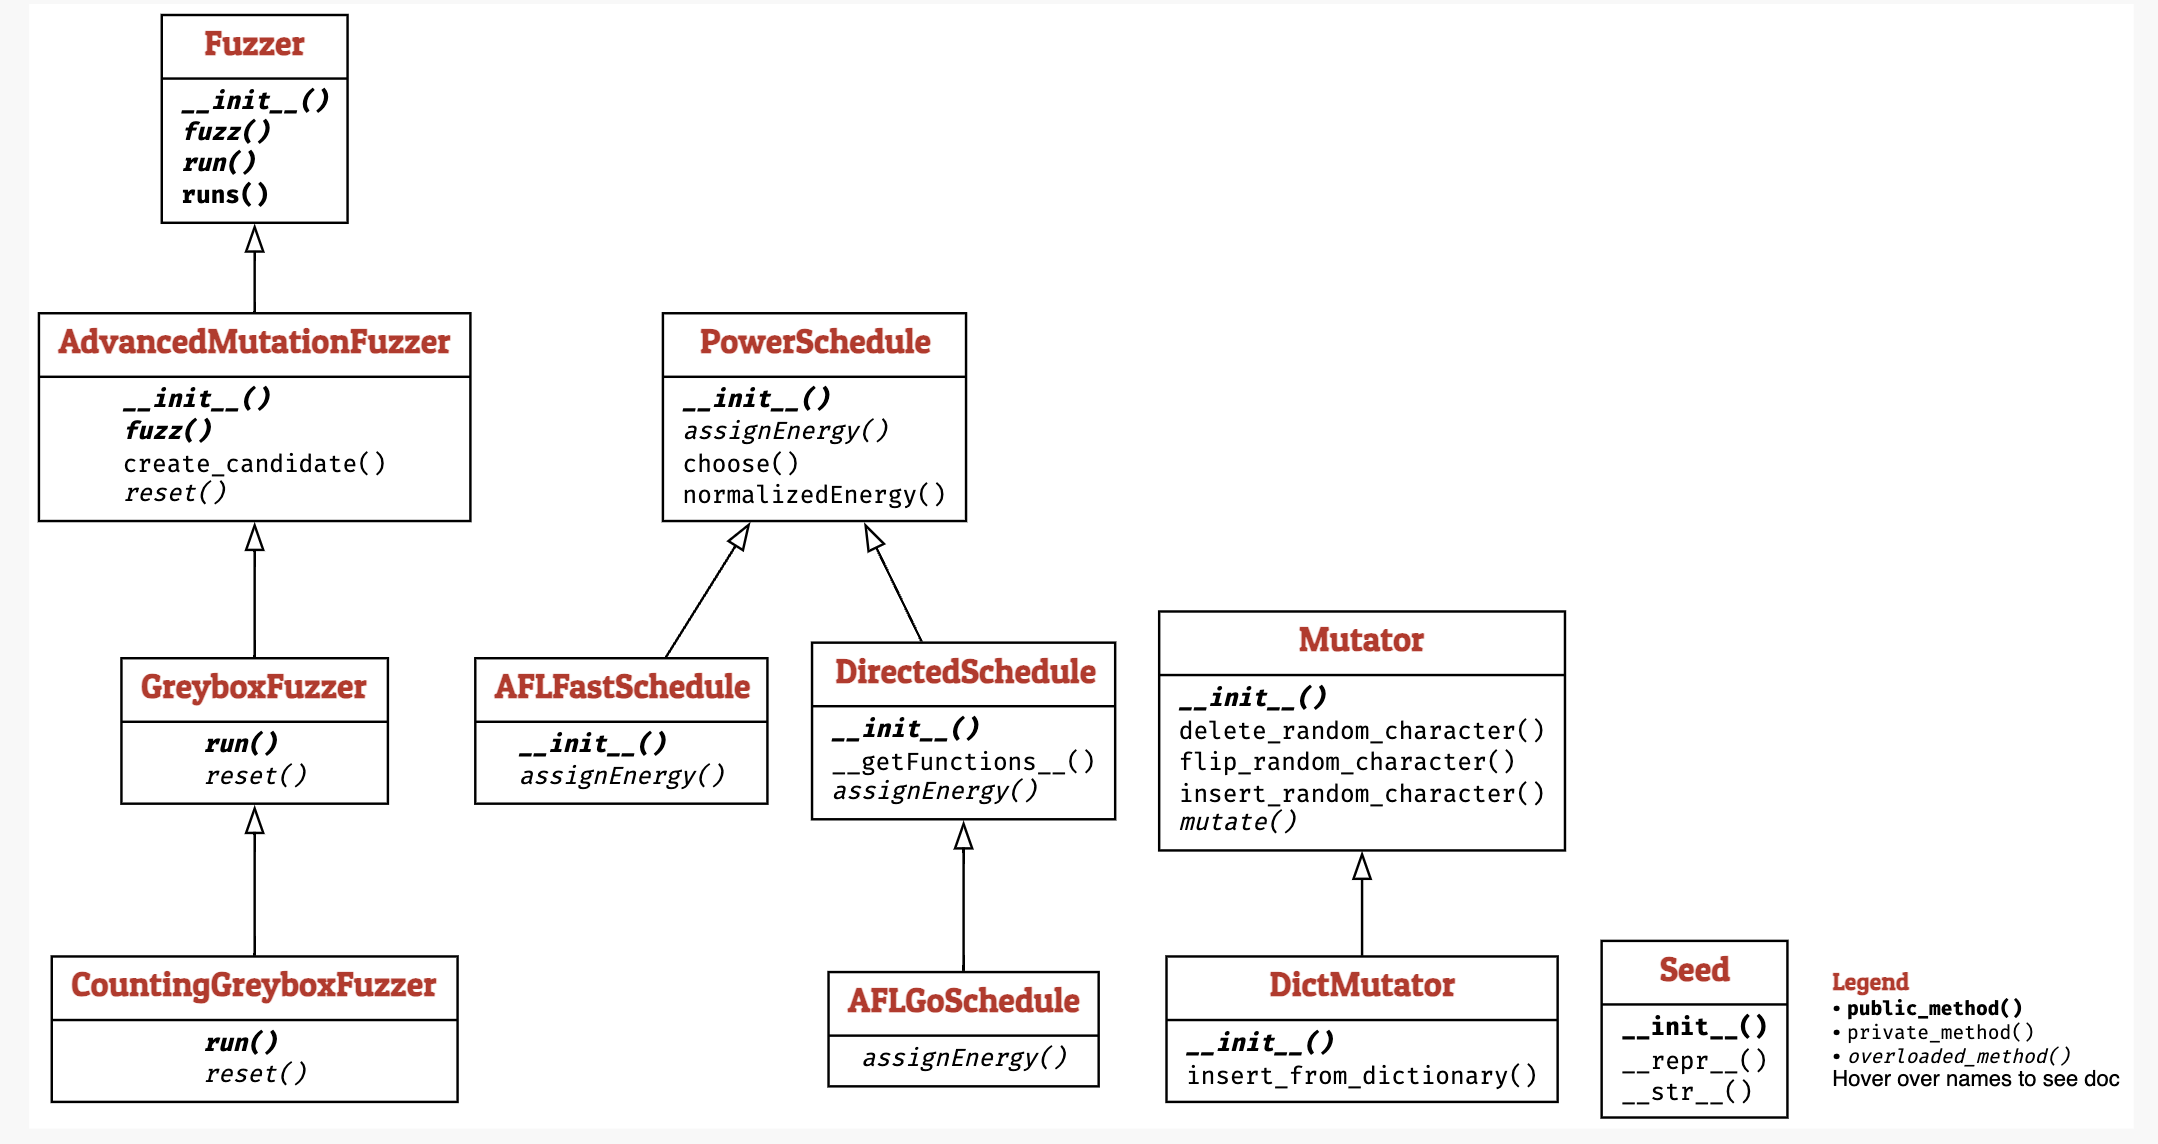 Fuzzer
__init__()
fuzz()
run()
runs()
AdvancedMutationFuzzer
__init__()
fuzz()
create_candidate()
reset()
PowerSchedule
__init__()
assignEnergy()
choose()
normalizedEnergy()
GreyboxFuzzer
run()
reset()
AFLFastSchedule
__init__()
assignEnergy()
DirectedSchedule
__init__()
__getFunctions__()
assignEnergy()
Mutator
__init__()
delete_random_character()
flip_random_character()
insert_random_character()
mutate()
CountingGreyboxFuzzer
run()
reset()
AFLGoSchedule
assignEnergy()
DictMutator
__init__()
insert_from_dictionary()
Seed
__init__()
__repr__()
__str__()
Legend
• public_method()
• private_method()
• overloaded_method()
Hover over names to see doc